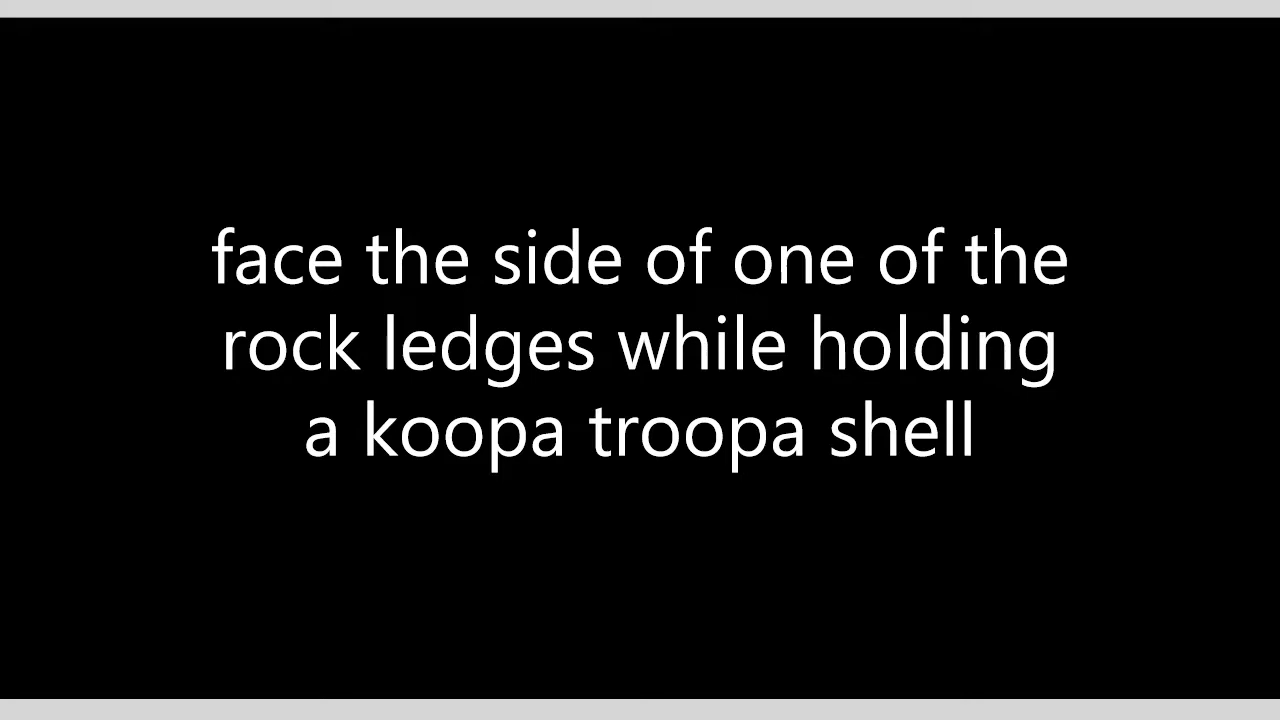 face the side of one of the
rock ledges while holding
a koopa troopa shell